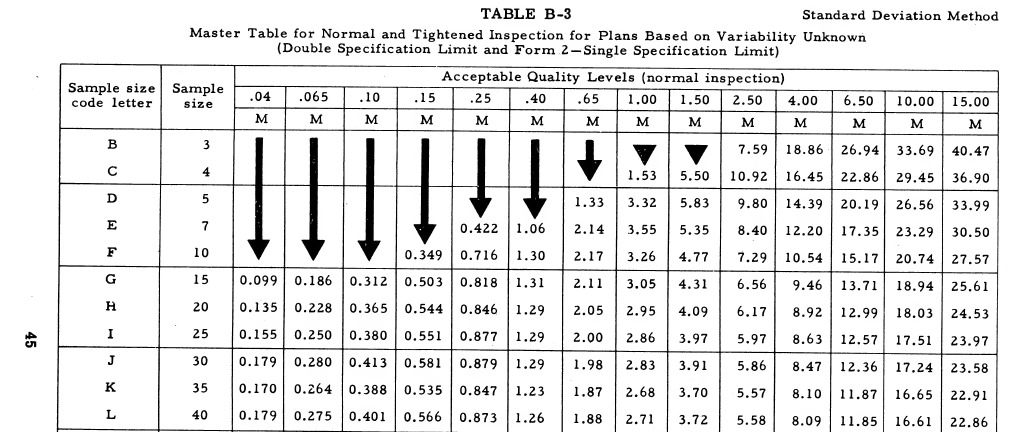 TABLE B-3
Standard Deviation Method
Master Table for Normal and Tightened Inspection for Plans Based on Variability Unknown
(Double Specification Limit and Form 2—Single Specification Limit)
Sample size code letter Sample size Acceptable Quality Levels (normal inspection)
.04 .065 .10 .15 .25 .40 .65 1.00 1.50 2.50 4.00 6.50 10.00 15.00
M M M M M M M M M M M M M M
B 3 7.59 18.86 26.94 33.69 40.47
C 4 1.53 5.50 10.92 16.45 22.86 29.45 36.90
D 5 1.33 3.32 5.83 9.80 14.39 20.19 26.56 33.99
E 7 0.422 1.06 2.14 3.55 5.35 8.40 12.20 17.35 23.29 30.50
F 10 0.349 0.716 1.30 2.17 3.26 4.77 7.29 10.54 15.17 20.74 27.57
G 15 0.099 0.186 0.312 0.503 0.818 1.31 2.11 3.05 4.31 6.56 9.46 13.71 18.94 25.61
H 20 0.135 0.228 0.365 0.544 0.846 1.29 2.05 2.95 4.09 6.17 8.92 12.99 18.03 24.53
I 25 0.155 0.250 0.380 0.551 0.877 1.29 2.00 2.86 3.97 5.97 8.63 12.57 17.51 23.97
J 30 0.179 0.280 0.413 0.581 0.879 1.29 1.98 2.83 3.91 5.86 8.47 12.36 17.24 23.58
K 35 0.170 0.264 0.388 0.535 0.847 1.23 1.87 2.68 3.70 5.57 8.10 11.87 16.65 22.91
L 40 0.179 0.275 0.401 0.566 0.873 1.26 1.88 2.71 3.72 5.58 8.09 11.85 16.61 22.86
45